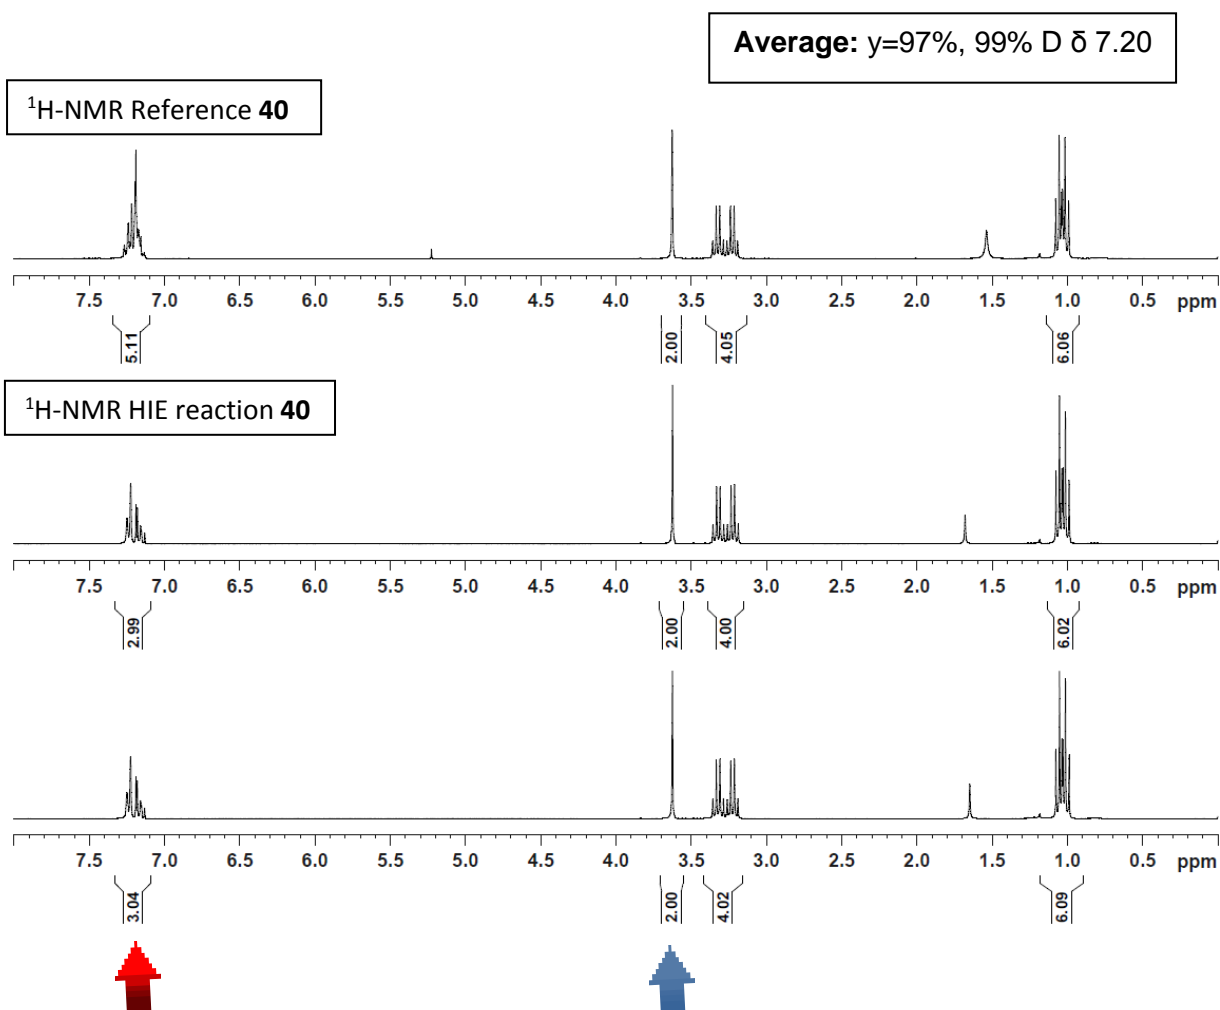 Average: y=97%, 99% D δ 7.20
¹H-NMR Reference 40
7.5 7.0 6.5 6.0 5.5 5.0 4.5 4.0 3.5 3.0 2.5 2.0 1.5 1.0 0.5 ppm
5.11 2.00 4.05 6.06
¹H-NMR HIE reaction 40
7.5 7.0 6.5 6.0 5.5 5.0 4.5 4.0 3.5 3.0 2.5 2.0 1.5 1.0 0.5 ppm
2.99 2.00 4.00 6.02
7.5 7.0 6.5 6.0 5.5 5.0 4.5 4.0 3.5 3.0 2.5 2.0 1.5 1.0 0.5 ppm
3.04 2.00 4.02 6.09